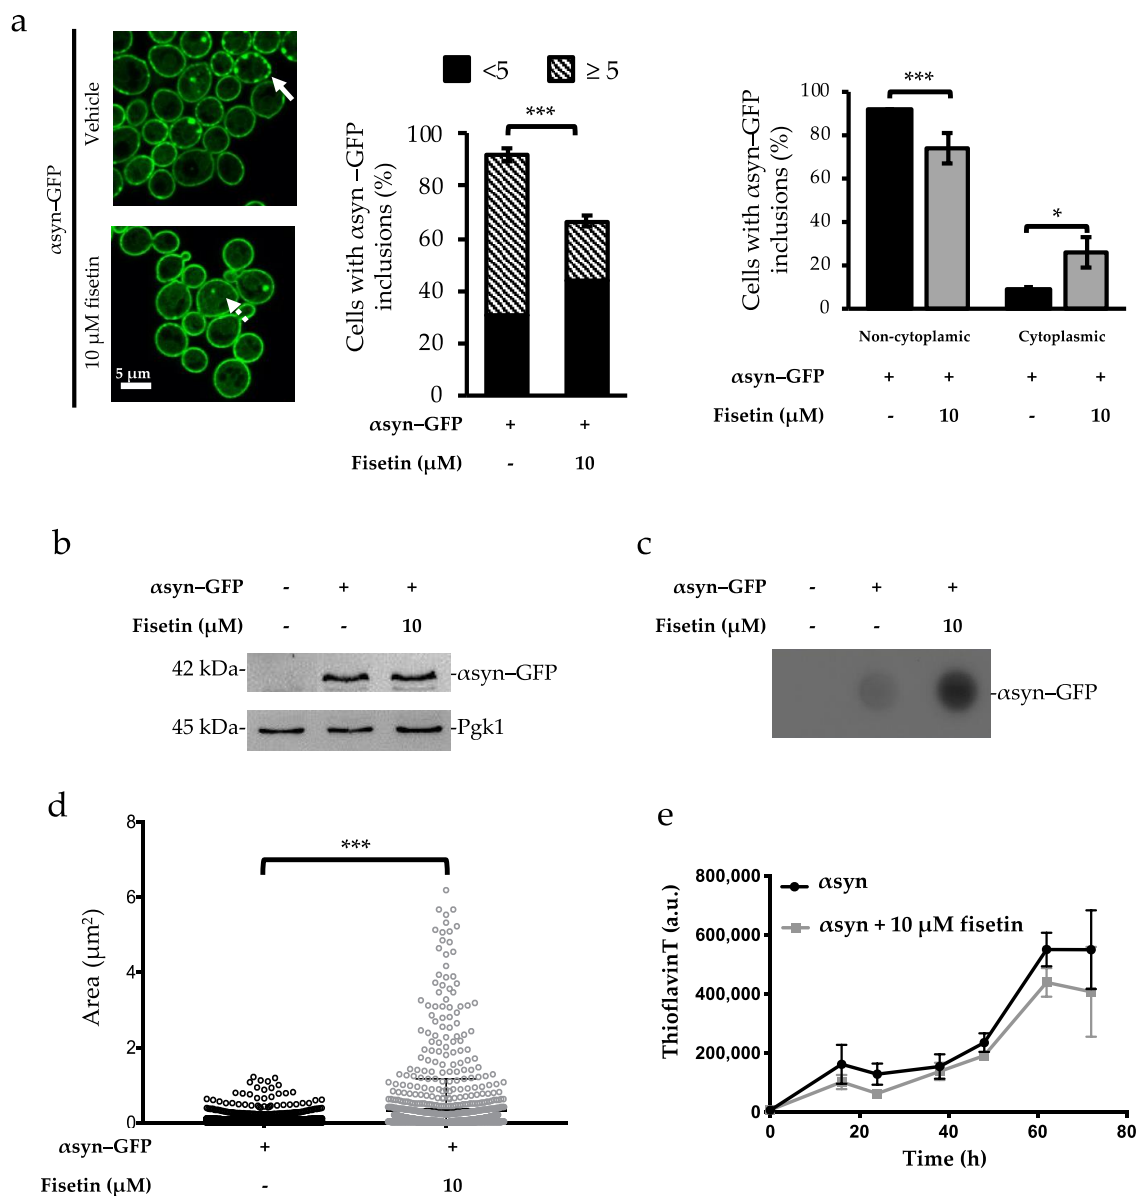 a
αsyn–GFP
Vehicle
10 μM fisetin
5 μm
<5
≥ 5
***
100
80
60
40
20
0
Cells with αsyn –GFP
inclusions (%)
αsyn–GFP + +
Fisetin (μM) - 10
***
*
100
80
60
40
20
0
Cells with αsyn–GFP
inclusions (%)
Non-cytoplamic Cytoplasmic
αsyn–GFP + + + +
Fisetin (μM) - 10 - 10
b
αsyn–GFP - + +
Fisetin (μM) - - 10
42 kDa- -αsyn–GFP
45 kDa- -Pgk1
c
αsyn–GFP - + +
Fisetin (μM) - - 10
-αsyn–GFP
d
***
8
6
4
2
0
Area (μm²)
αsyn–GFP + +
Fisetin (μM) - 10
e
αsyn
αsyn + 10 μM fisetin
800,000
600,000
400,000
200,000
0
ThioflavinT (a.u.)
0 20 40 60 80
Time (h)